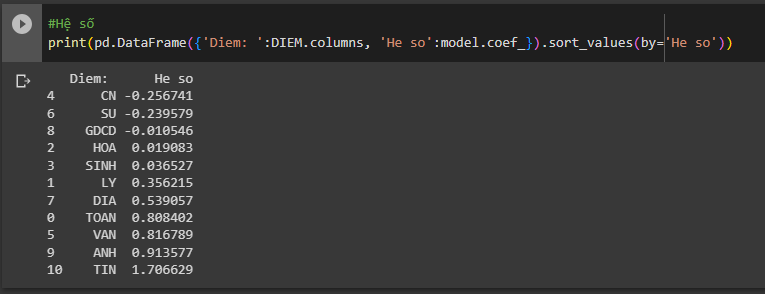 #Hệ số
print(pd.DataFrame({'Diem: ':DIEM.columns, 'He so':model.coef_}).sort_values(by='He so'))
Diem: He so
4 CN -0.256741
6 SU -0.239579
8 GDCD -0.010546
2 HOA 0.019083
3 SINH 0.036527
1 LY 0.356215
7 DIA 0.539057
0 TOAN 0.808402
5 VAN 0.816789
9 ANH 0.913577
10 TIN 1.706629